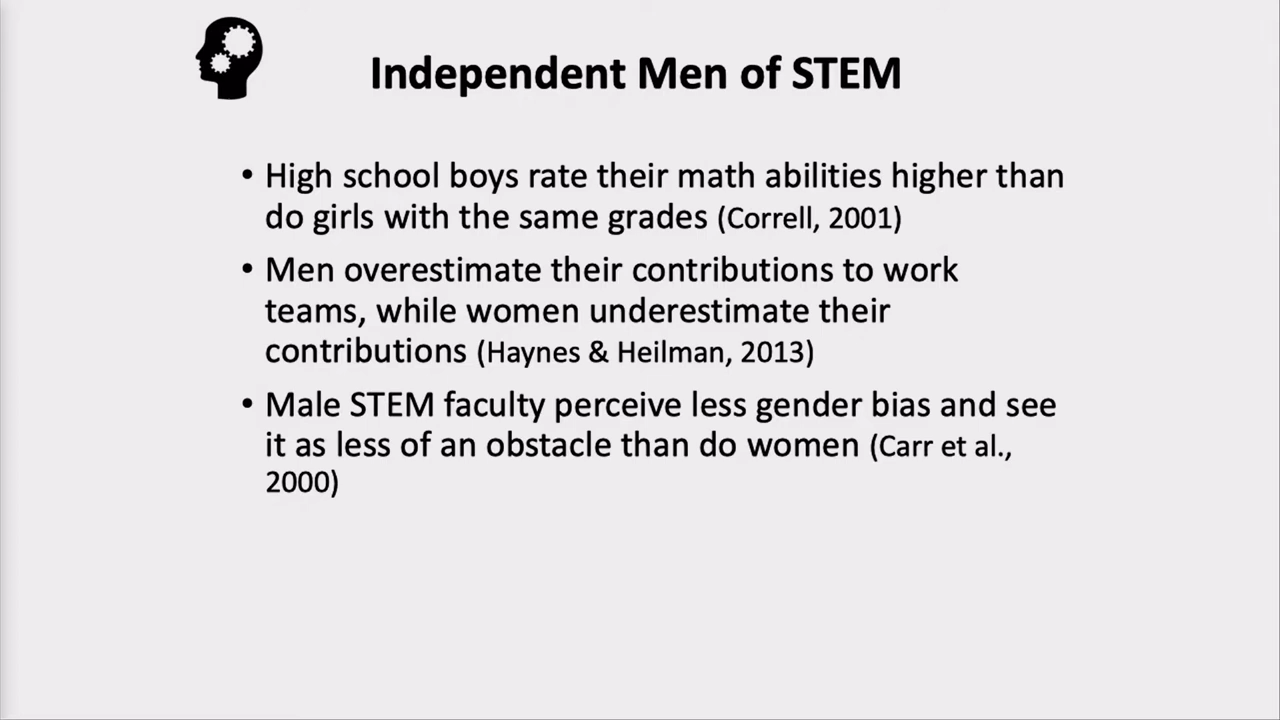 Independent Men of STEM
• High school boys rate their math abilities higher than
do girls with the same grades (Correll, 2001)
• Men overestimate their contributions to work
teams, while women underestimate their
contributions (Haynes & Heilman, 2013)
• Male STEM faculty perceive less gender bias and see
it as less of an obstacle than do women (Carr et al.,
2000)